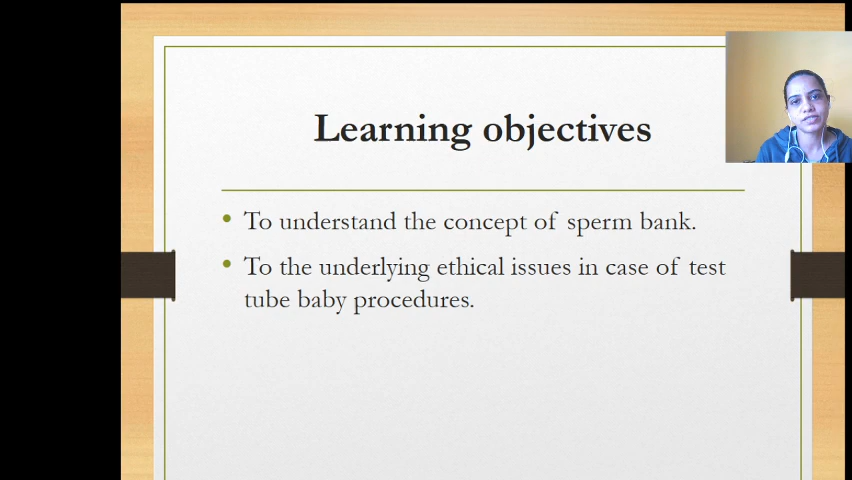 Learning objectives
• To understand the concept of sperm bank.
• To the underlying ethical issues in case of test
tube baby procedures.